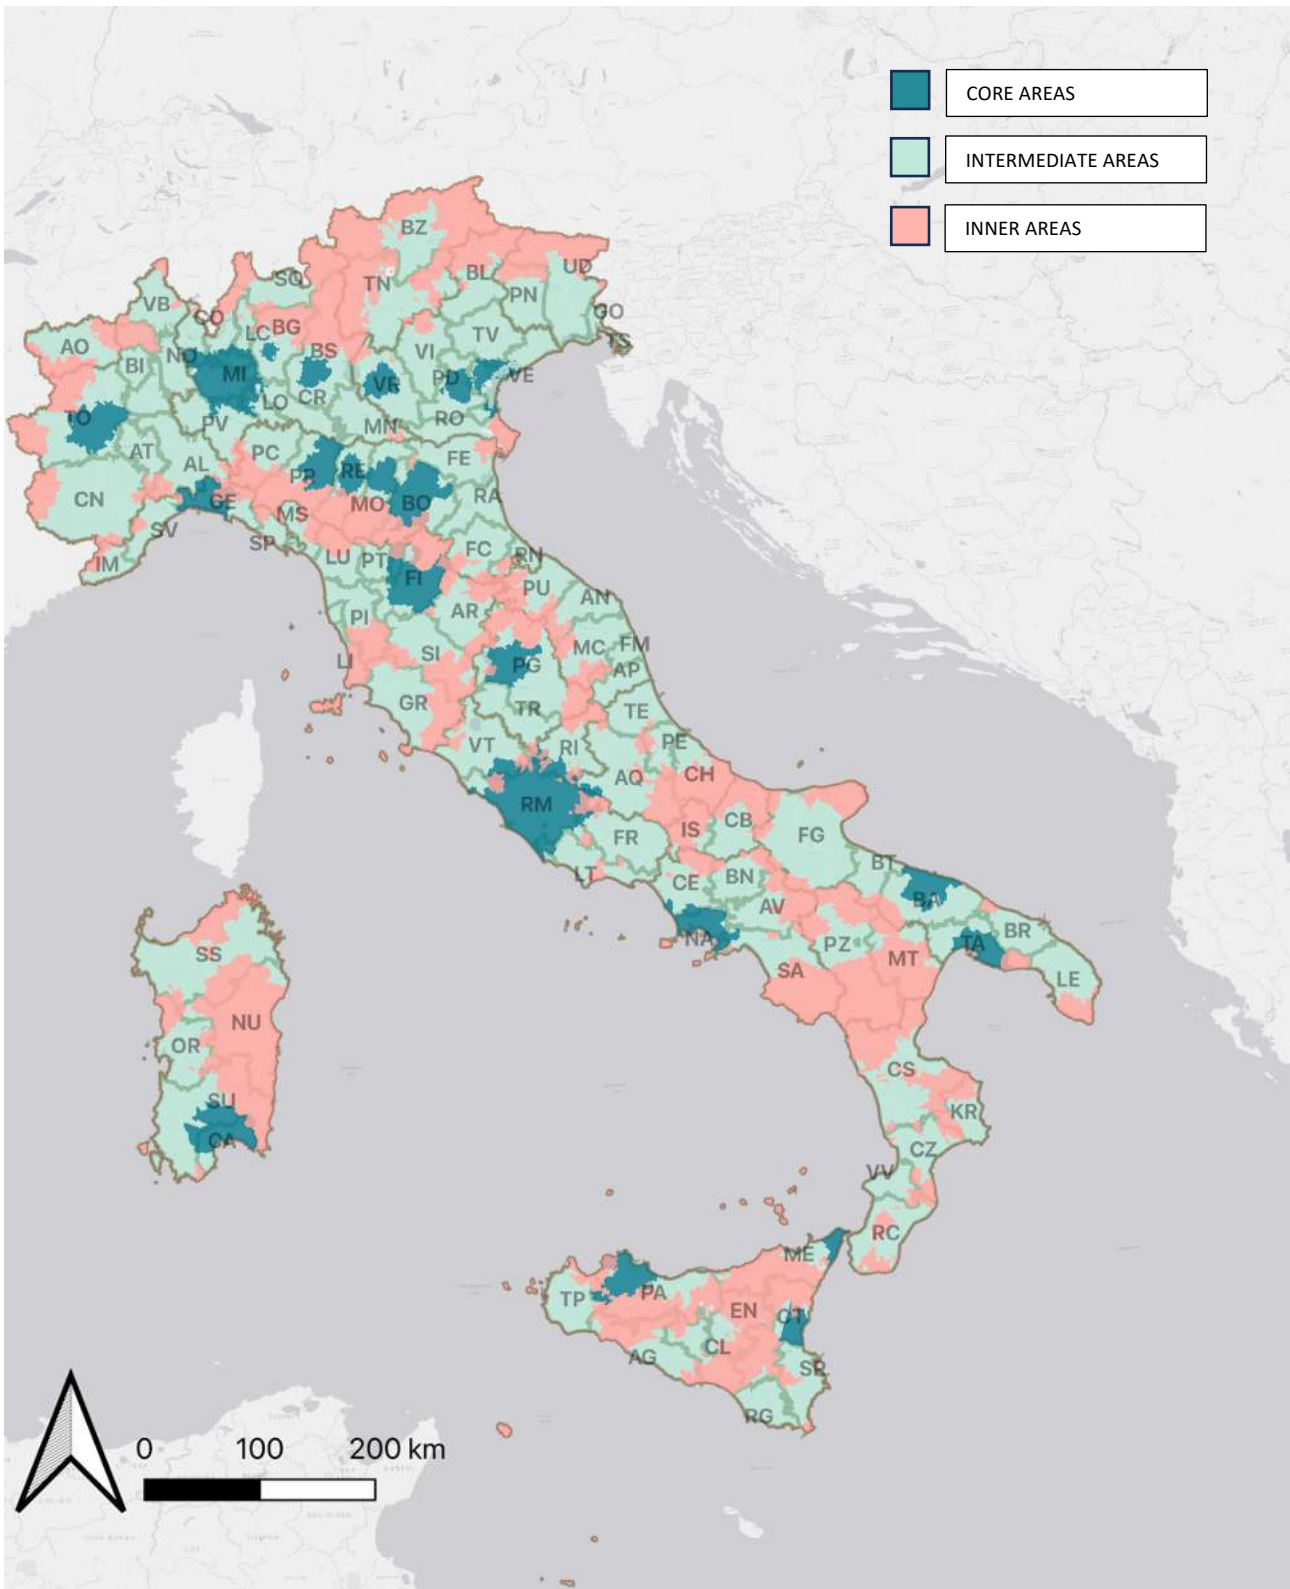 CORE AREAS
INTERMEDIATE AREAS
INNER AREAS
BZ
SO
TN
BL
UD
PN
VB
CO
LC
BG
GO
TS
AO
BI
NO
BS
VI
TV
MI
VR
PD
VE
LO
CR
TO
PV
MN
RO
AT
PC
FE
AL
PR
RE
CN
GE
MO
BO
RA
MS
SV
SP
IM
LU
PT
FC
RN
FI
PU
AN
PI
AR
MC
FM
LI
SI
PG
AP
GR
TR
TE
VT
RI
PE
AQ
CH
RM
IS
CB
FR
FG
LT
BT
CE
BN
BA
AV
NA
PZ
TA
BR
SS
SA
MT
LE
NU
OR
CS
SU
KR
CA
CZ
VV
RC
ME
TP
PA
EN
CT
AG
CL
SR
RG
0 100 200 km